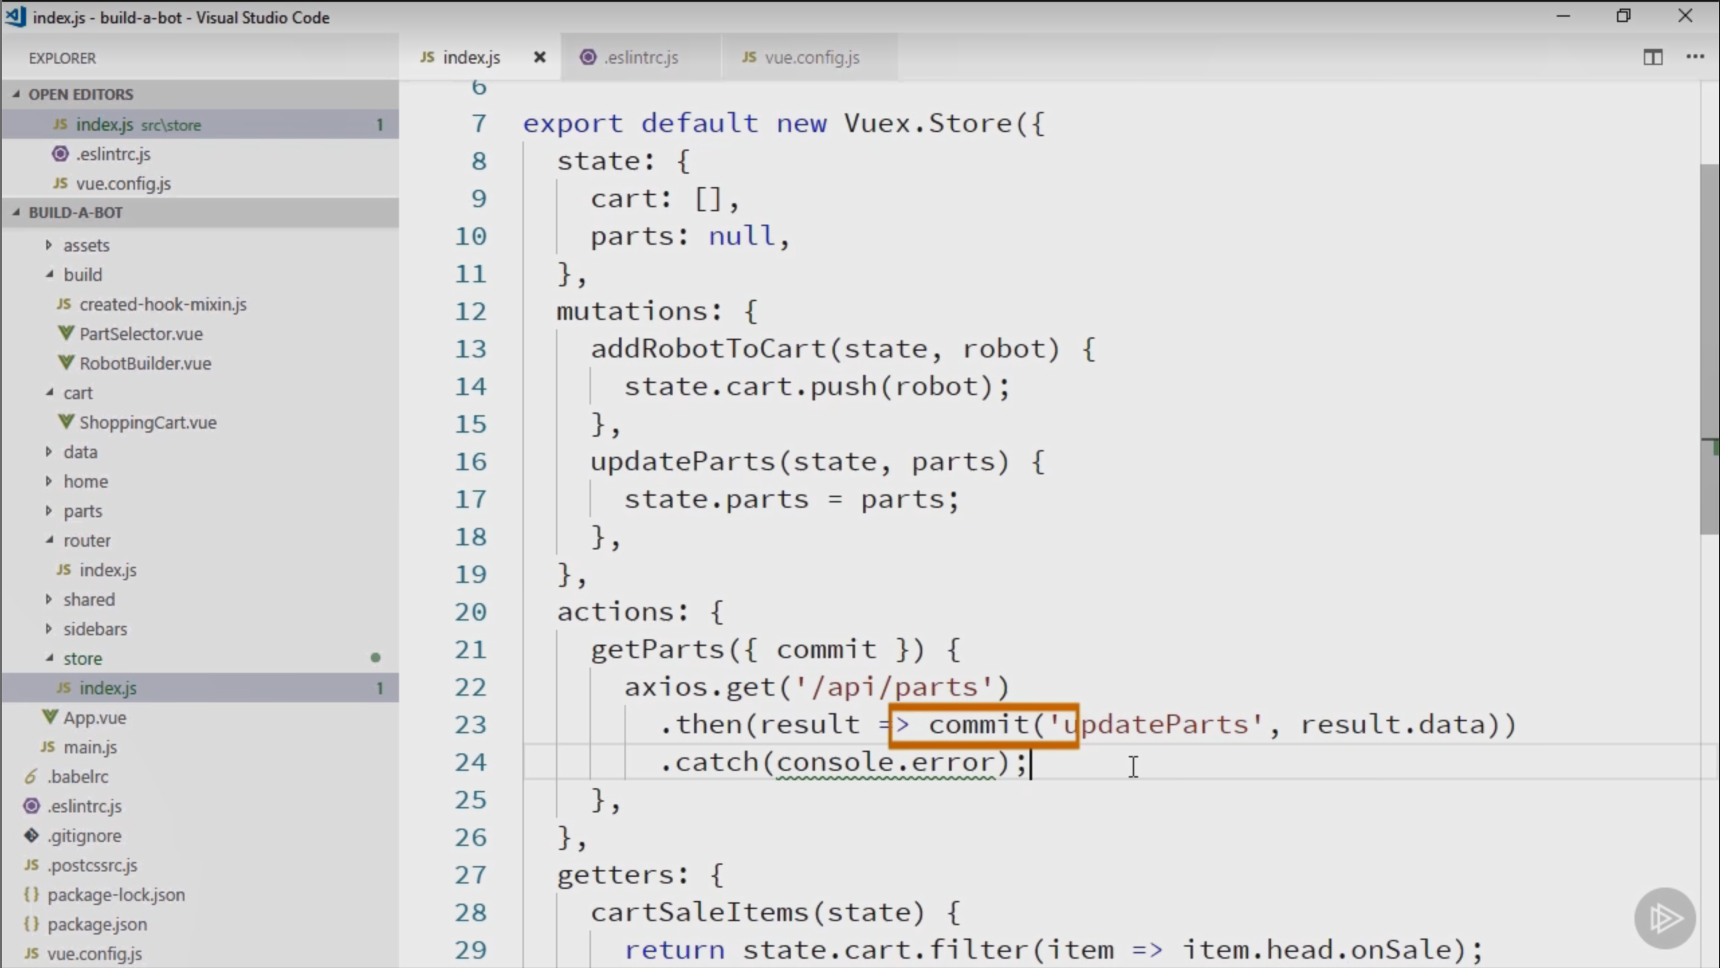 index.js - build-a-bot - Visual Studio Code
EXPLORER
OPEN EDITORS
JS index.js src\store 1
.eslintrc.js
JS vue.config.js
BUILD-A-BOT
assets
build
JS created-hook-mixin.js
PartSelector.vue
RobotBuilder.vue
cart
ShoppingCart.vue
data
home
parts
router
JS index.js
shared
sidebars
store
JS index.js 1
App.vue
JS main.js
.babelrc
.eslintrc.js
.gitignore
JS .postcssrc.js
{} package-lock.json
{} package.json
JS vue.config.js
JS index.js
.eslintrc.js
JS vue.config.js
6
7 export default new Vuex.Store({
8 state: {
9 cart: [],
10 parts: null,
11 },
12 mutations: {
13 addRobotToCart(state, robot) {
14 state.cart.push(robot);
15 },
16 updateParts(state, parts) {
17 state.parts = parts;
18 },
19 },
20 actions: {
21 getParts({ commit }) {
22 axios.get('/api/parts')
23 .then(result => commit('updateParts', result.data))
24 .catch(console.error);
25 },
26 },
27 getters: {
28 cartSaleItems(state) {
29 return state.cart.filter(item => item.head.onSale);